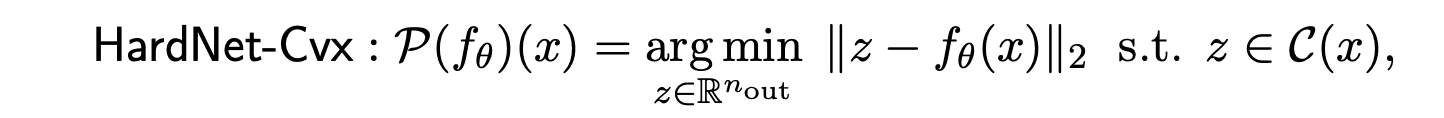 HardNet-Cvx : 𝒫(f_θ)(x) = arg min_{z∈ℝ^{n_out}} ‖z − f_θ(x)‖₂ s.t. z ∈ 𝒞(x),